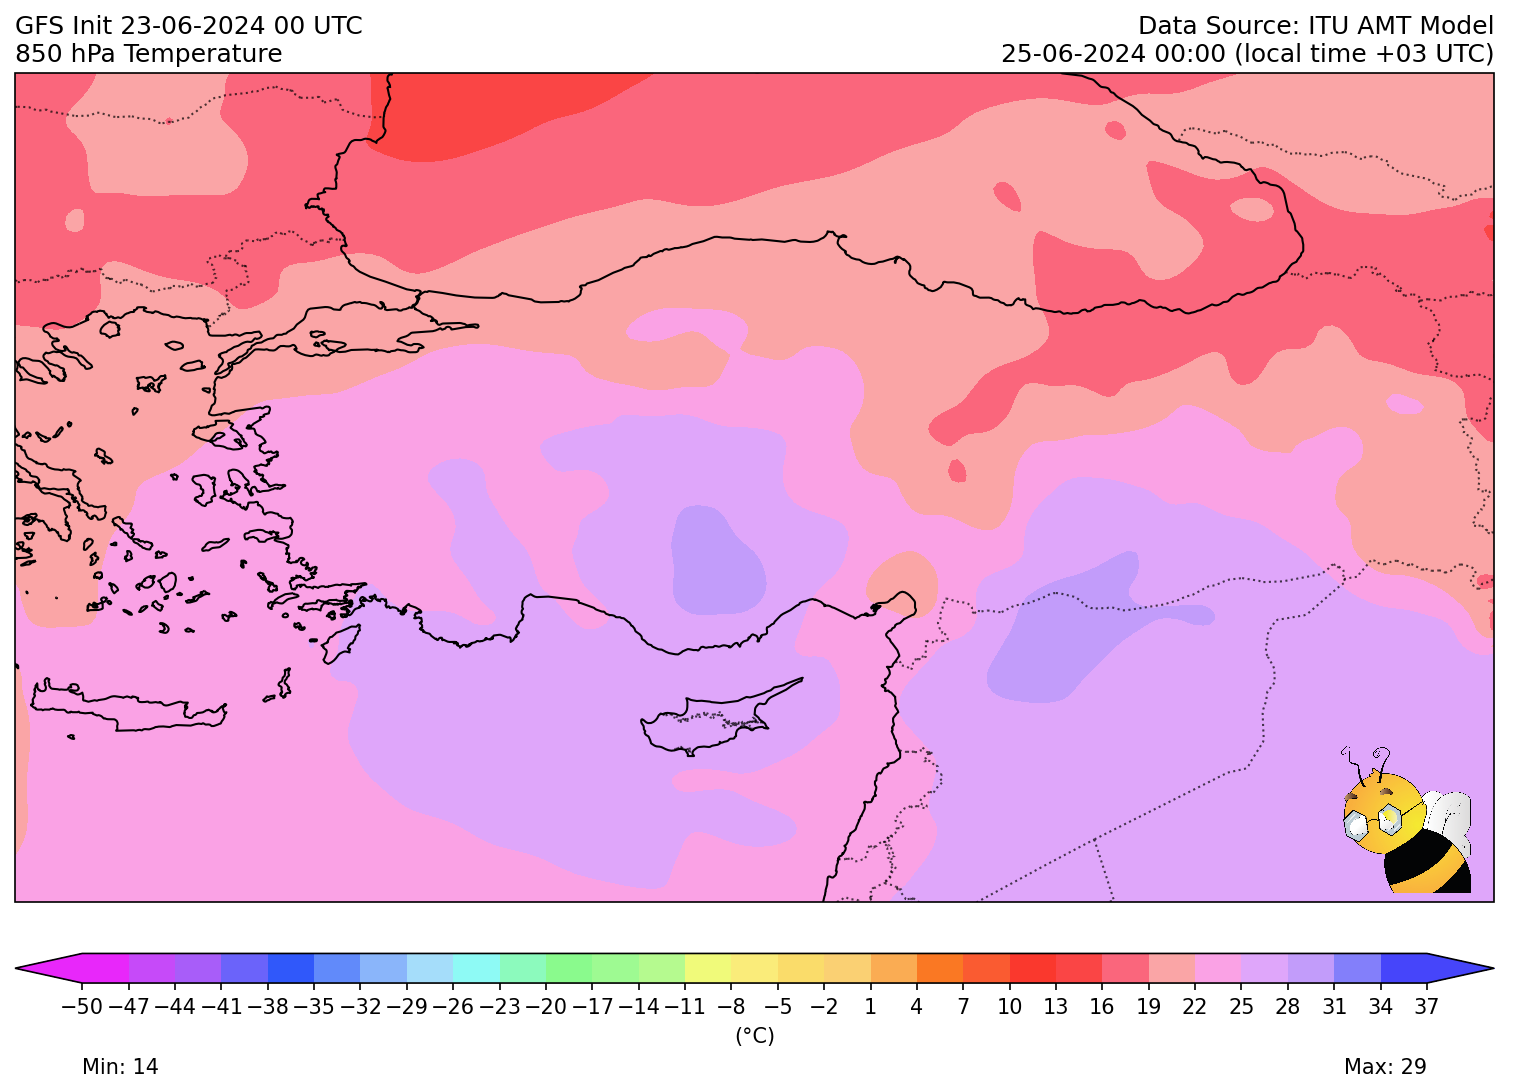 GFS Init 23-06-2024 00 UTC
Data Source: ITU AMT Model
850 hPa Temperature
25-06-2024 00:00 (local time +03 UTC)
−50 −47 −44 −41 −38 −35 −32 −29 −26 −23 −20 −17 −14 −11 −8 −5 −2 1 4 7 10 13 16 19 22 25 28 31 34 37
(°C)
Min: 14
Max: 29